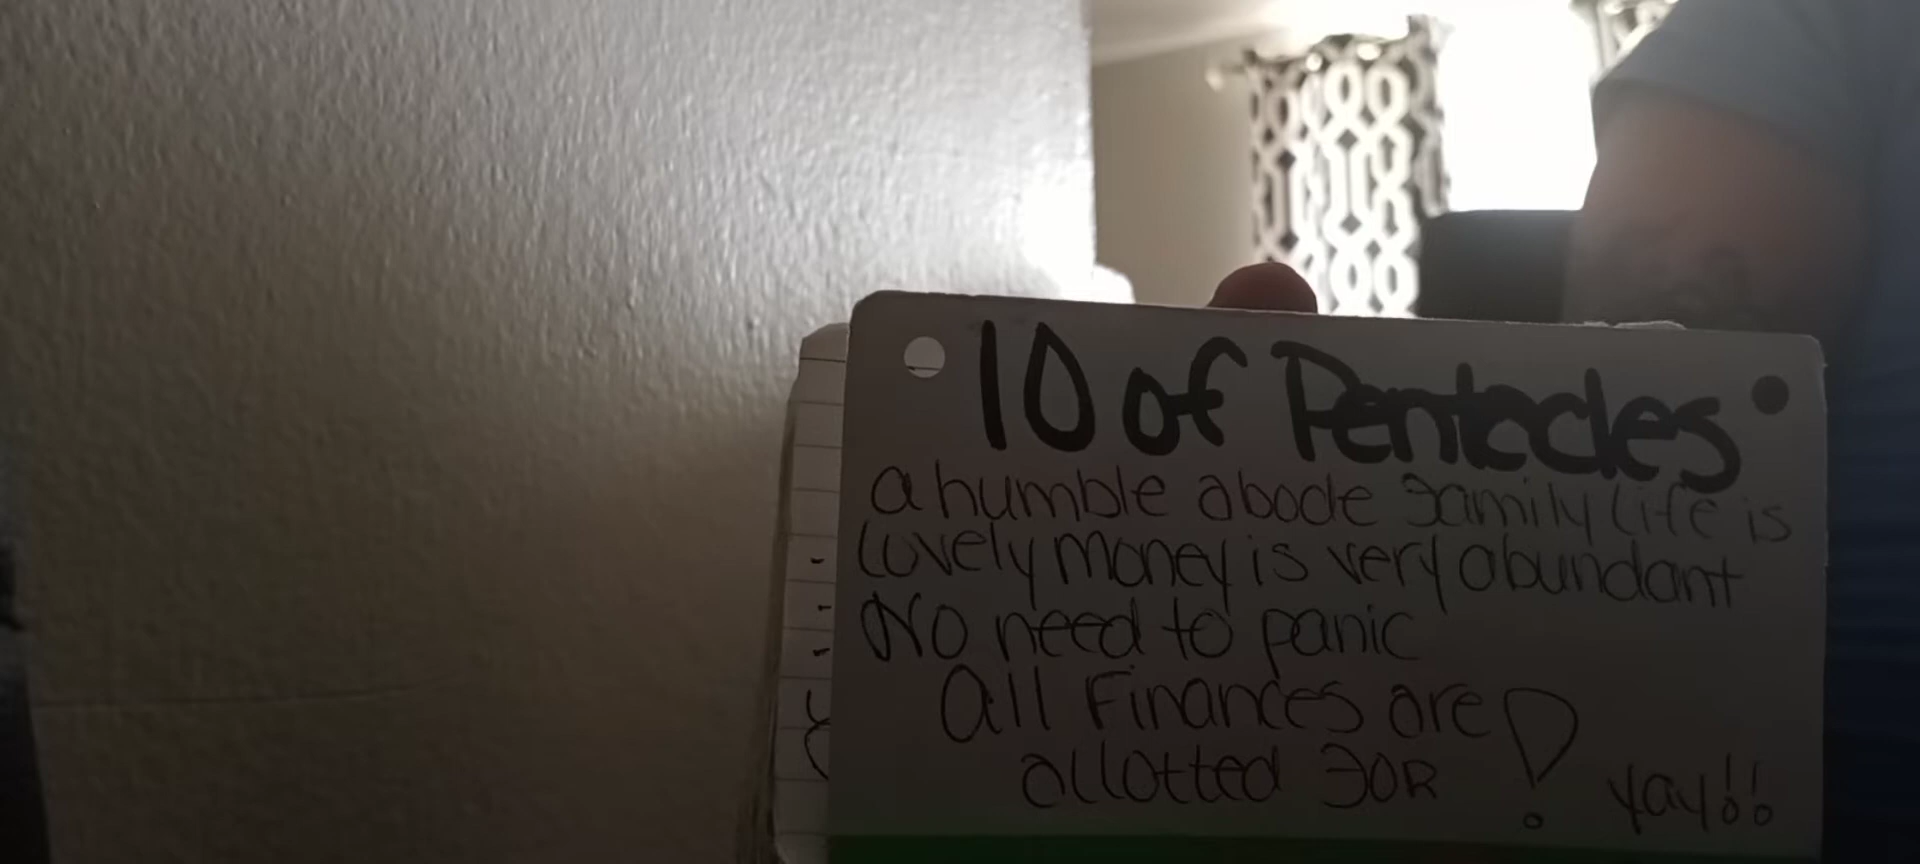 10 of Pentacles
a humble abode family life is
lovely money is very abundant
No need to panic
All Finances are
allotted FOR ! yay!!